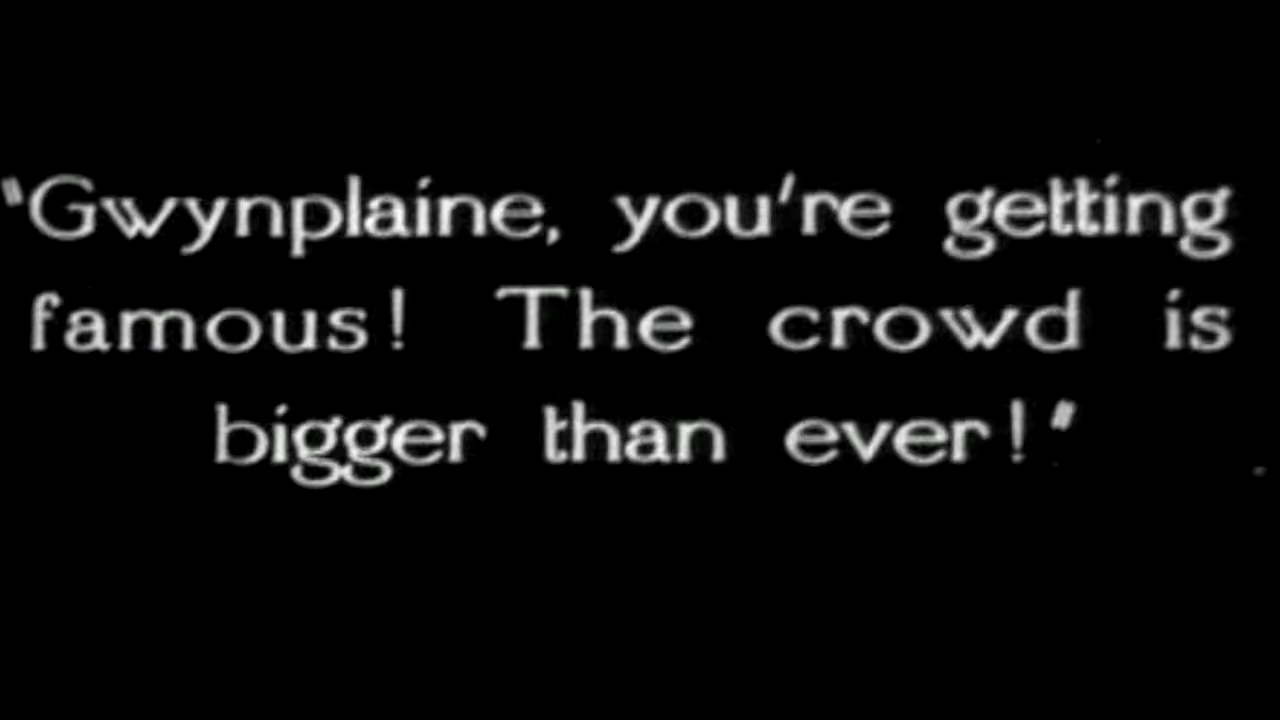 "Gwynplaine, you're getting
famous! The crowd is
bigger than ever!"